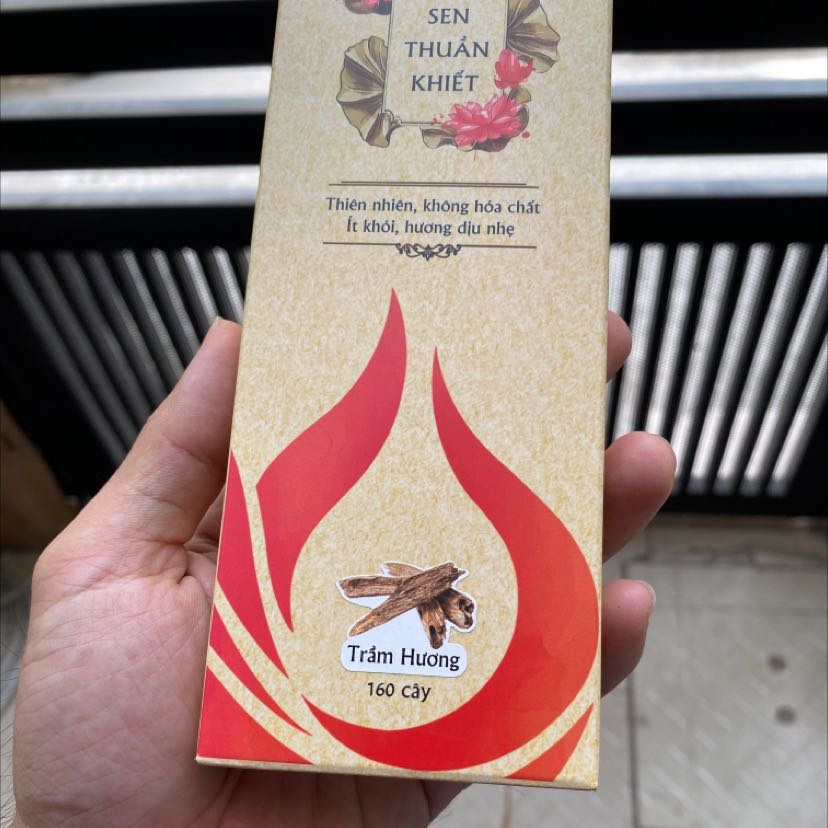 SEN
THUẦN
KHIẾT
Thiên nhiên, không hóa chất
Ít khói, hương dịu nhẹ
Trầm Hương
160 cây